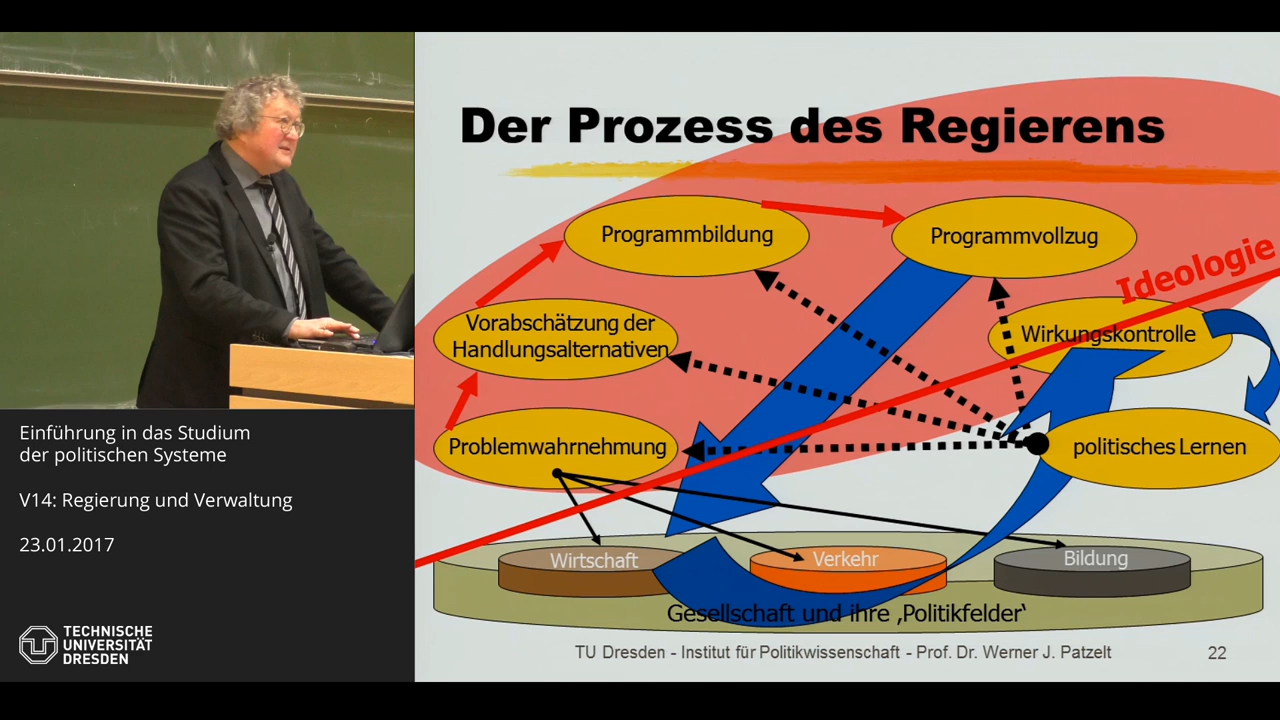 Der Prozess des Regierens
Programmbildung
Programmvollzug
Ideologie
Vorabschätzung der
Handlungsalternativen
Wirkungskontrolle
Problemwahrnehmung
politisches Lernen
Wirtschaft
Verkehr
Bildung
Gesellschaft und ihre ‚Politikfelder‘
TU Dresden - Institut für Politikwissenschaft - Prof. Dr. Werner J. Patzelt
22
Einführung in das Studium
der politischen Systeme
V14: Regierung und Verwaltung
23.01.2017
TECHNISCHE
UNIVERSITÄT
DRESDEN